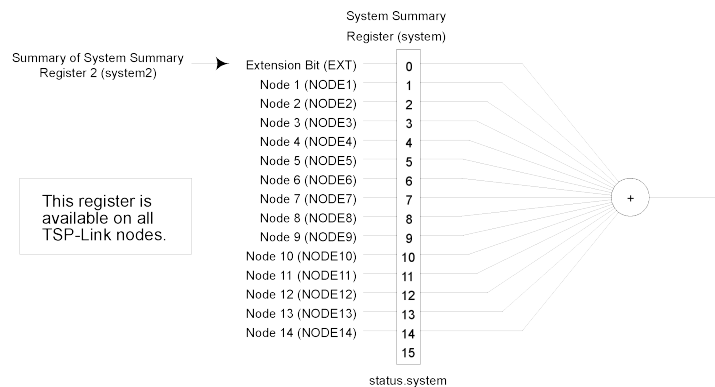 System Summary
Register (system)
Summary of System Summary
Register 2 (system2)
Extension Bit (EXT) 0
Node 1 (NODE1) 1
Node 2 (NODE2) 2
Node 3 (NODE3) 3
Node 4 (NODE4) 4
Node 5 (NODE5) 5
Node 6 (NODE6) 6
Node 7 (NODE7) 7
Node 8 (NODE8) 8
Node 9 (NODE9) 9
Node 10 (NODE10) 10
Node 11 (NODE11) 11
Node 12 (NODE12) 12
Node 13 (NODE13) 13
Node 14 (NODE14) 14
15
+
This register is
available on all
TSP-Link nodes.
status.system